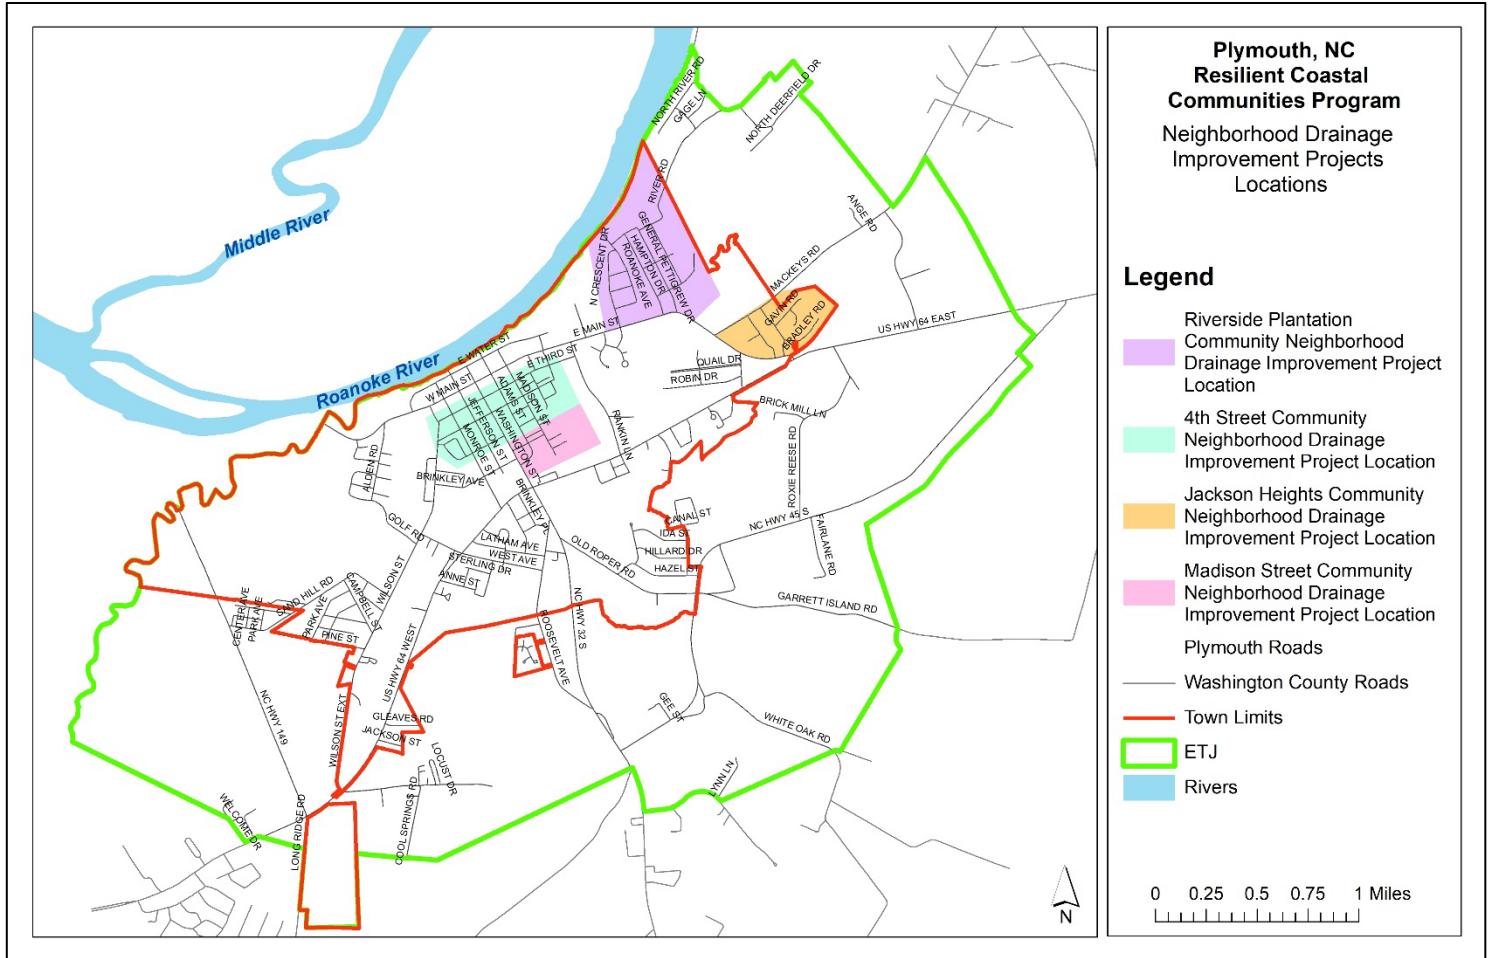 Plymouth, NC
Resilient Coastal
Communities Program
Neighborhood Drainage
Improvement Projects
Locations
Legend
Riverside Plantation
Community Neighborhood
Drainage Improvement Project
Location
4th Street Community
Neighborhood Drainage
Improvement Project Location
Jackson Heights Community
Neighborhood Drainage
Improvement Project Location
Madison Street Community
Neighborhood Drainage
Improvement Project Location
Plymouth Roads
Washington County Roads
Town Limits
ETJ
Rivers
0 0.25 0.5 0.75 1 Miles
N
Middle River
Roanoke River
NORTH RIVER RD
GAGE LN
NORTH DEERFIELD DR
RIVER RD
ANGE RD
GENERAL PETTIGREW DR
HAMPTON DR
ROANOKE AVE
N CRESCENT DR
MACKEYS RD
GAVIN RD
BRADLEY RD
US HWY 64 EAST
E MAIN ST
E WATER ST
E THIRD ST
QUAIL DR
ROBIN DR
W MAIN ST
MADISON ST
ADAMS ST
JEFFERSON ST
WASHINGTON ST
MONROE ST
RANKIN LN
BRICK MILL LN
ALDEN RD
BRINKLEY AVE
BRINKLEY PL
ROXIE REESE RD
GOLF RD
CANAL ST
NC HWY 45 S
IDA ST
FAIRLANE RD
LATHAM AVE
WEST AVE
STERLING DR
OLD ROPER RD
HILLARD DR
HAZEL ST
ANNE ST
WILSON ST
CAMPBELL ST
SAND HILL RD
PARK AVE
CENTER AVE
PARK AVE
PINE ST
GARRETT ISLAND RD
NC HWY 32 S
ROOSEVELT AVE
US HWY 64 WEST
NC HWY 149
WILSON ST EXT
GLEAVES RD
JACKSON ST
GEE ST
WHITE OAK RD
LOCUST DR
LYNN LN
COOL SPRINGS RD
WELCOME DR
LONG RIDGE RD